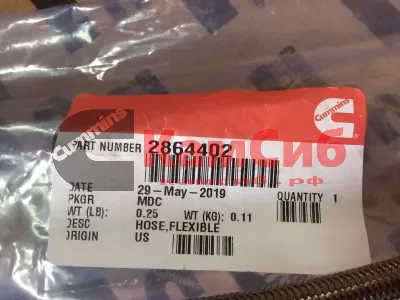 Cummins
PART NUMBER 2864402
Cummins
КамСиб
.рф
DATE 29-May-2019
PKGR MDC QUANTITY 1
WT (LB): 0.25 WT (KG): 0.11
DESC HOSE,FLEXIBLE
ORIGIN US